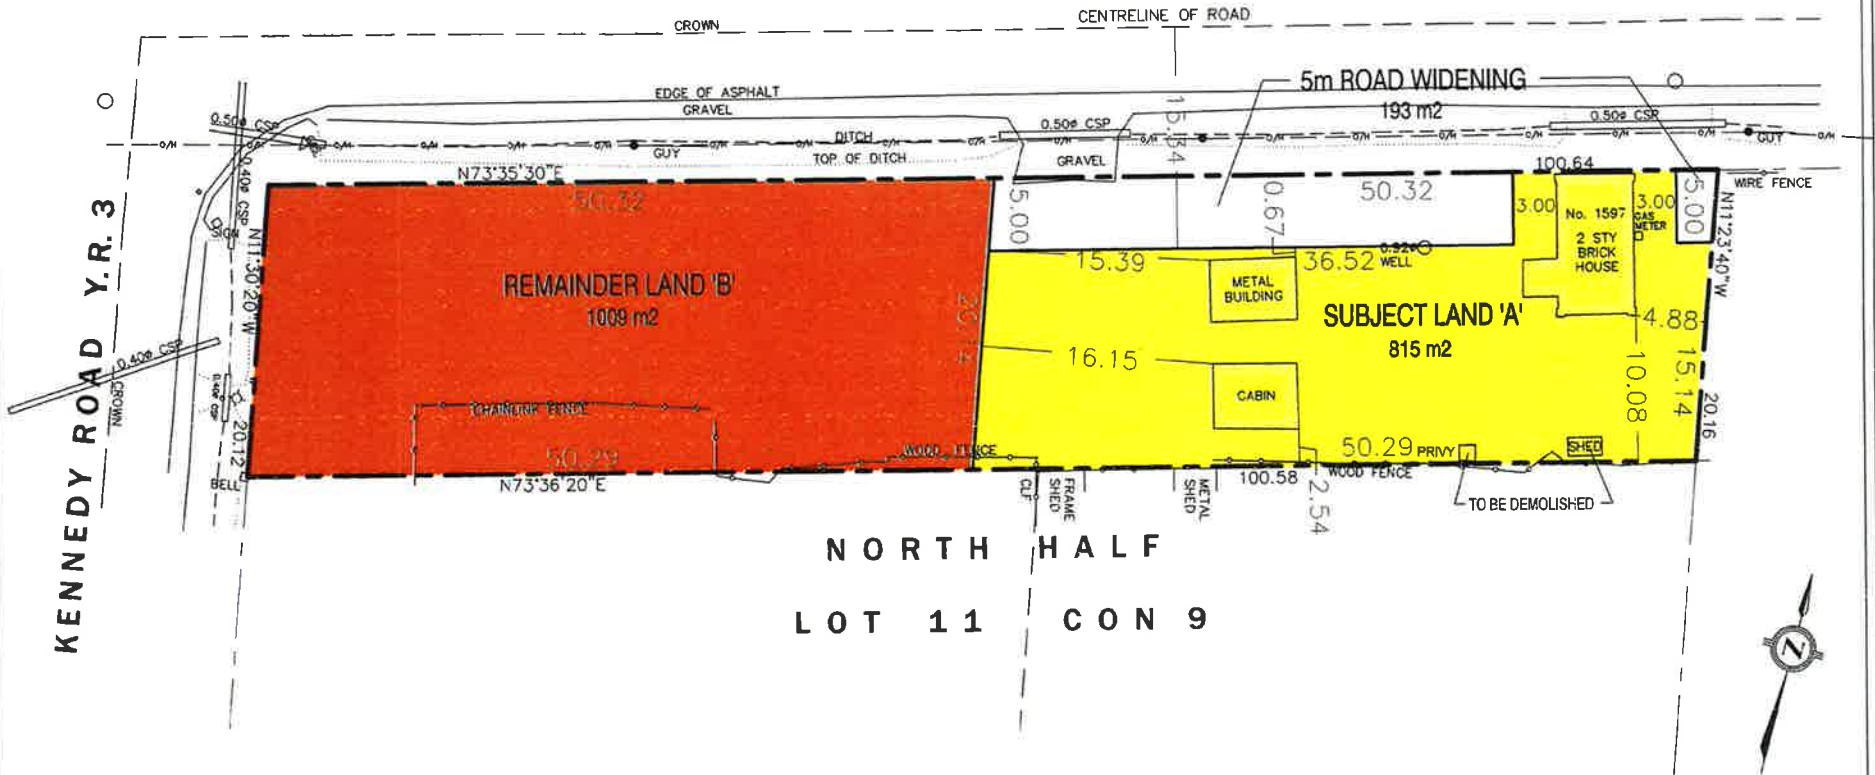 CROWN
CENTRELINE OF ROAD
5m ROAD WIDENING
193 m2
EDGE OF ASPHALT
GRAVEL
0.50ø CSP
0.50ø CSP
0.50ø CSP
15.34
DITCH
O/H O/H O/H O/H O/H O/H O/H O/H O/H O/H O/H O/H O/H O/H
GUY
GUY
TOP OF DITCH
GRAVEL
100.64
WIRE FENCE
N73°35'30"E
50.32
0.40ø CSP
5.00
0.67
50.32
3.00
No. 1597
2 STY
BRICK
HOUSE
3.00
GAS
METER
5.00
N11°23'40"W
SIGN
N11°30'20"W
KENNEDY ROAD Y.R. 3
15.39
36.52
0.92ø
WELL
METAL
BUILDING
REMAINDER LAND 'B'
1009 m2
20.14
SUBJECT LAND 'A'
815 m2
4.88
15.14
10.08
20.16
0.40ø CSP
CROWN
0.40ø CSP
16.15
CABIN
CHAINLINK FENCE
20.12
50.29
WOOD FENCE
50.29
PRIVY
SHED
BELL
N73°36'20"E
CLF
FRAME
SHED
METAL
SHED
100.58
2.54
WOOD FENCE
TO BE DEMOLISHED
NORTH HALF
LOT 11 CON 9
N